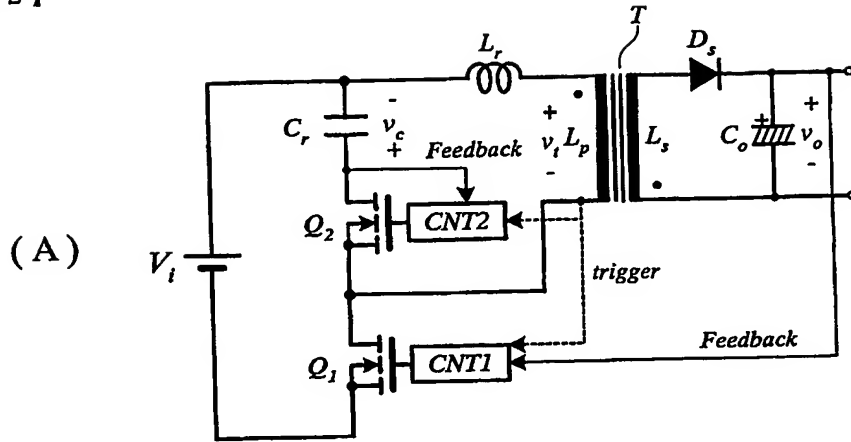 T
L_r
D_s
C_r
-
v_c
+
+
v_t
-
L_p
L_s
C_o
+
+
v_o
-
Feedback
Q_2
CNT2
(A)
V_i
trigger
Feedback
Q_1
CNT1